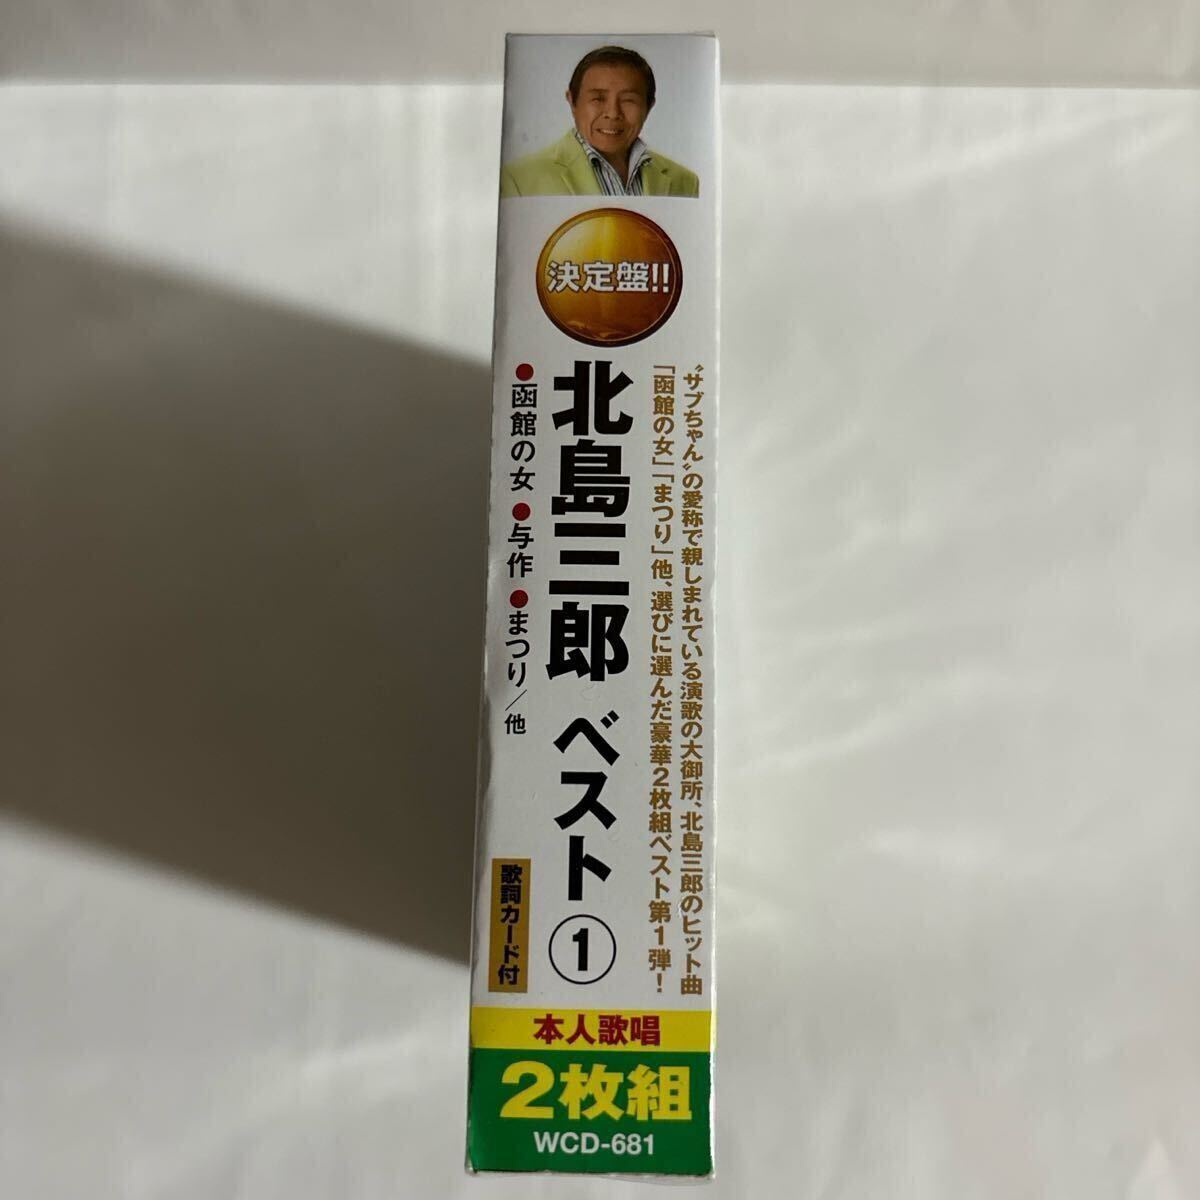 決定盤!!
〝サブちゃん〟の愛称で親しまれている演歌の大御所、北島三郎のヒット曲
「函館の女」「まつり」他、選びに選んだ豪華2枚組ベスト第1弾!
北島三郎 ベスト①
●函館の女 ●与作 ●まつり/他
歌詞カード付
本人歌唱
2枚組
WCD-681